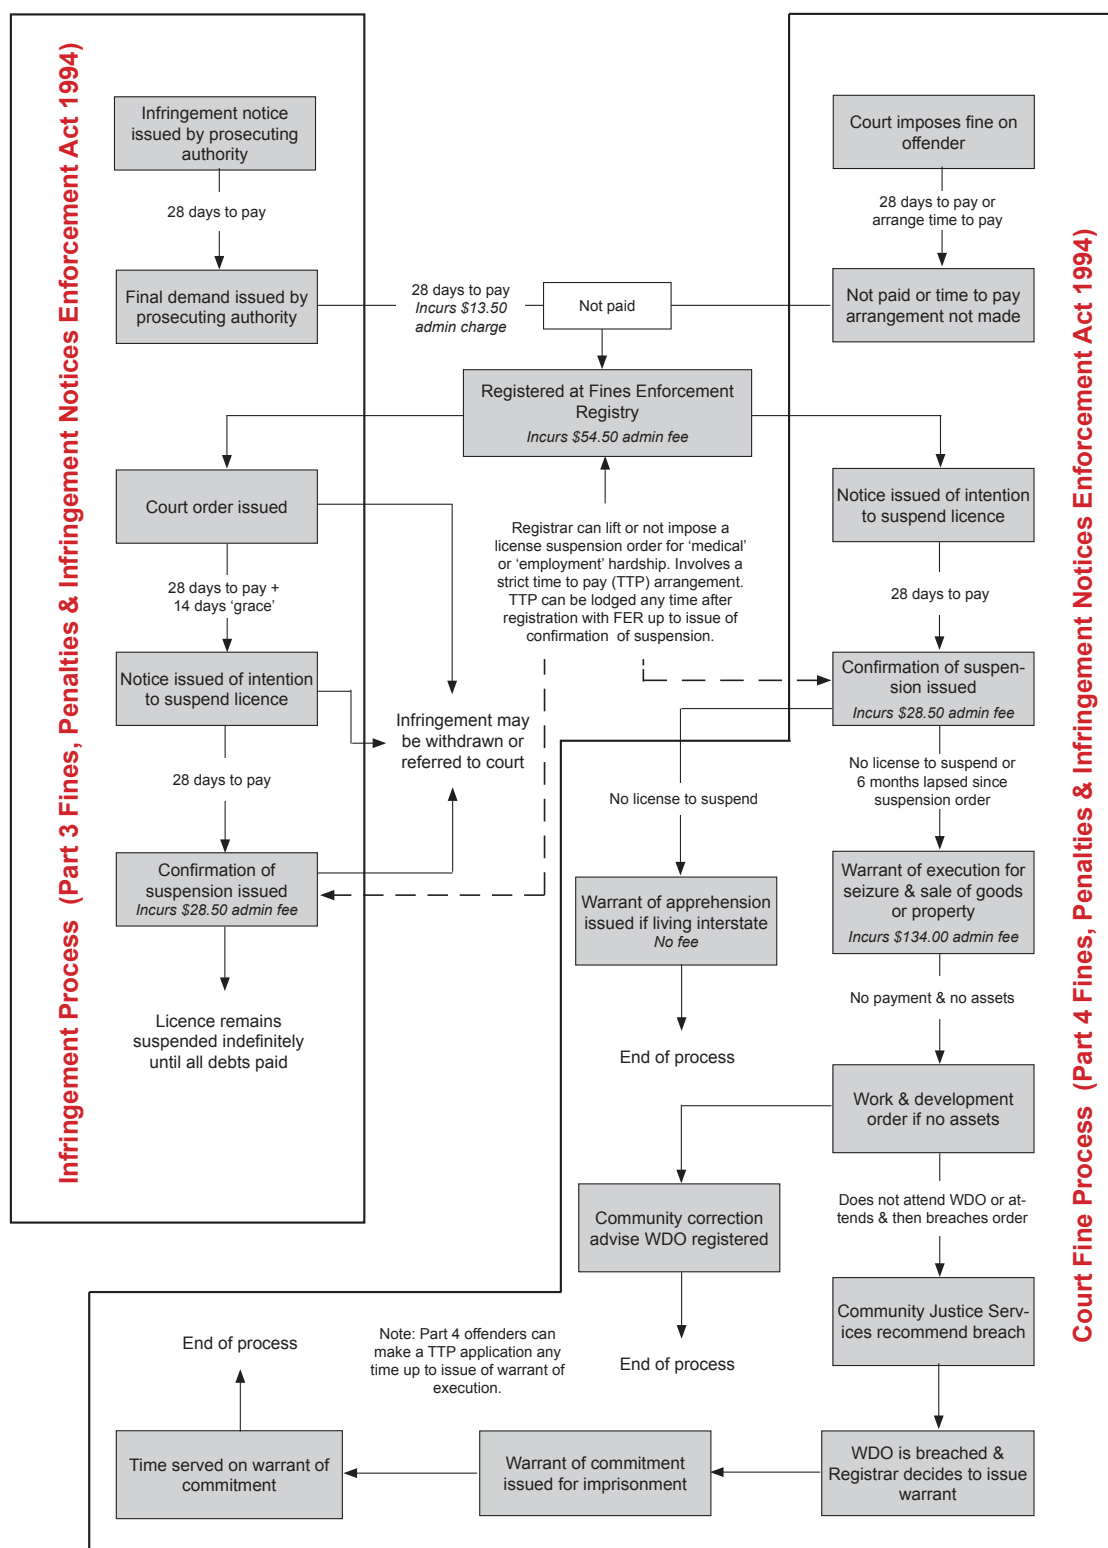 Infringement Process  (Part 3 Fines, Penalties & Infringement Notices Enforcement Act 1994)
Infringement notice
issued by prosecuting
authority
28 days to pay
Final demand issued by
prosecuting authority
28 days to pay
Incurs $13.50
admin charge
Not paid
Court imposes fine on
offender
28 days to pay or
arrange time to pay
Not paid or time to pay
arrangement not made
Registered at Fines Enforcement
Registry
Incurs $54.50 admin fee
Court order issued
28 days to pay +
14 days ‘grace’
Notice issued of intention
to suspend licence
28 days to pay
Confirmation of
suspension issued
Incurs $28.50 admin fee
Licence remains
suspended indefinitely
until all debts paid
Infringement may
be withdrawn or
referred to court
Registrar can lift or not impose a
license suspension order for ‘medical’
or ‘employment’ hardship. Involves a
strict time to pay (TTP) arrangement.
TTP can be lodged any time after
registration with FER up to issue of
confirmation  of suspension.
Notice issued of intention
to suspend licence
28 days to pay
Confirmation of suspen-
sion issued
Incurs $28.50 admin fee
No license to suspend
Warrant of apprehension
issued if living interstate
No fee
End of process
No license to suspend or
6 months lapsed since
suspension order
Warrant of execution for
seizure & sale of goods
or property
Incurs $134.00 admin fee
No payment & no assets
Work & development
order if no assets
Community correction
advise WDO registered
End of process
Does not attend WDO or at-
tends & then breaches order
Community Justice Serv-
ices recommend breach
WDO is breached &
Registrar decides to issue
warrant
Warrant of commitment
issued for imprisonment
Time served on warrant of
commitment
End of process
Note: Part 4 offenders can
make a TTP application any
time up to issue of warrant of
execution.
Court Fine Process  (Part 4 Fines, Penalties & Infringement Notices Enforcement Act 1994)